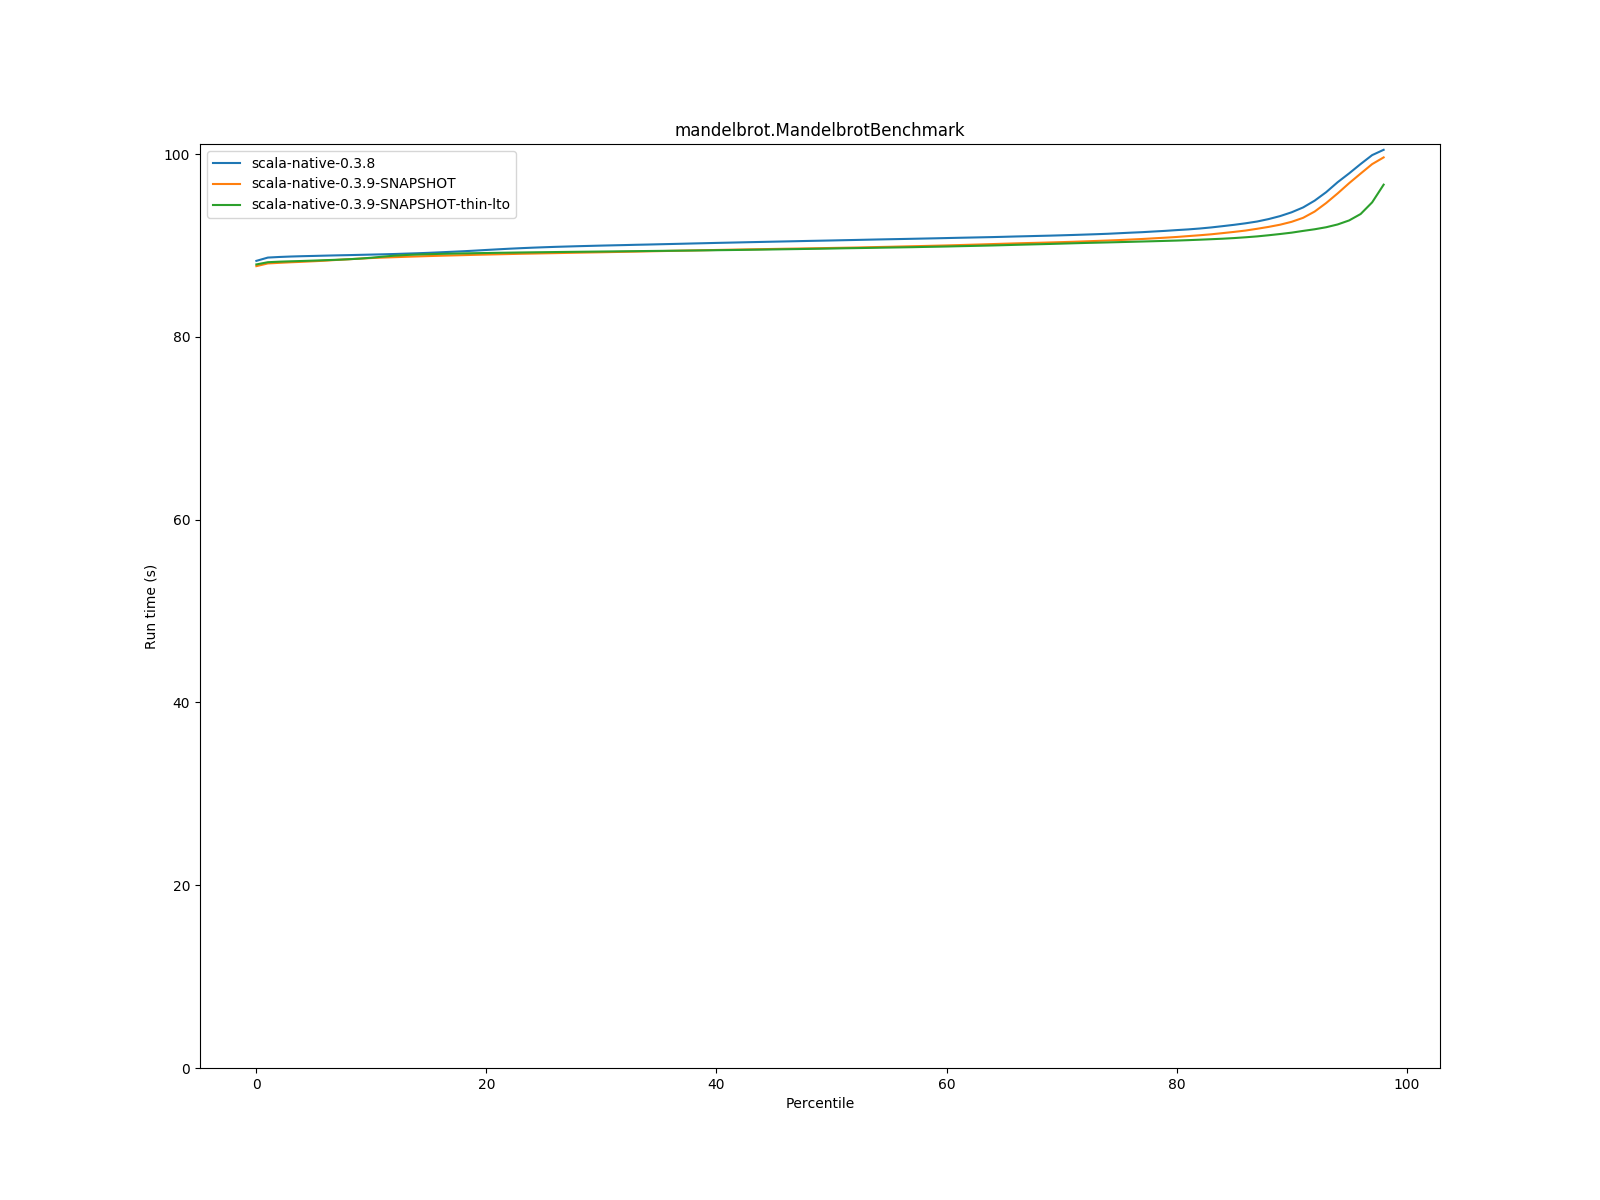 mandelbrot.MandelbrotBenchmark
scala-native-0.3.8
scala-native-0.3.9-SNAPSHOT
scala-native-0.3.9-SNAPSHOT-thin-lto
100
80
60
40
20
0
Run time (s)
0 20 40 60 80 100
Percentile